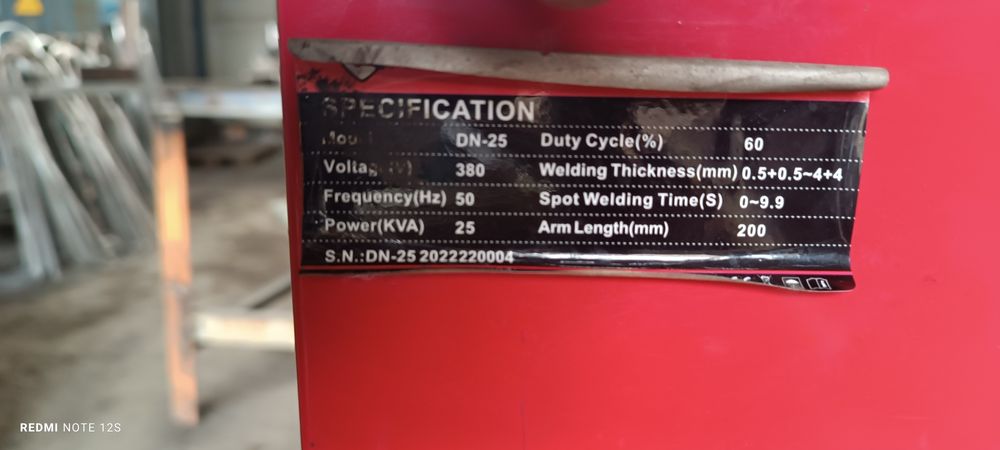 SPECIFICATION
Model DN-25 Duty Cycle(%) 60
Voltage(V) 380 Welding Thickness(mm) 0.5+0.5~4+4
Frequency(Hz) 50 Spot Welding Time(S) 0~9.9
Power(KVA) 25 Arm Length(mm) 200
S.N.:DN-25 2022220004
REDMI NOTE 12S